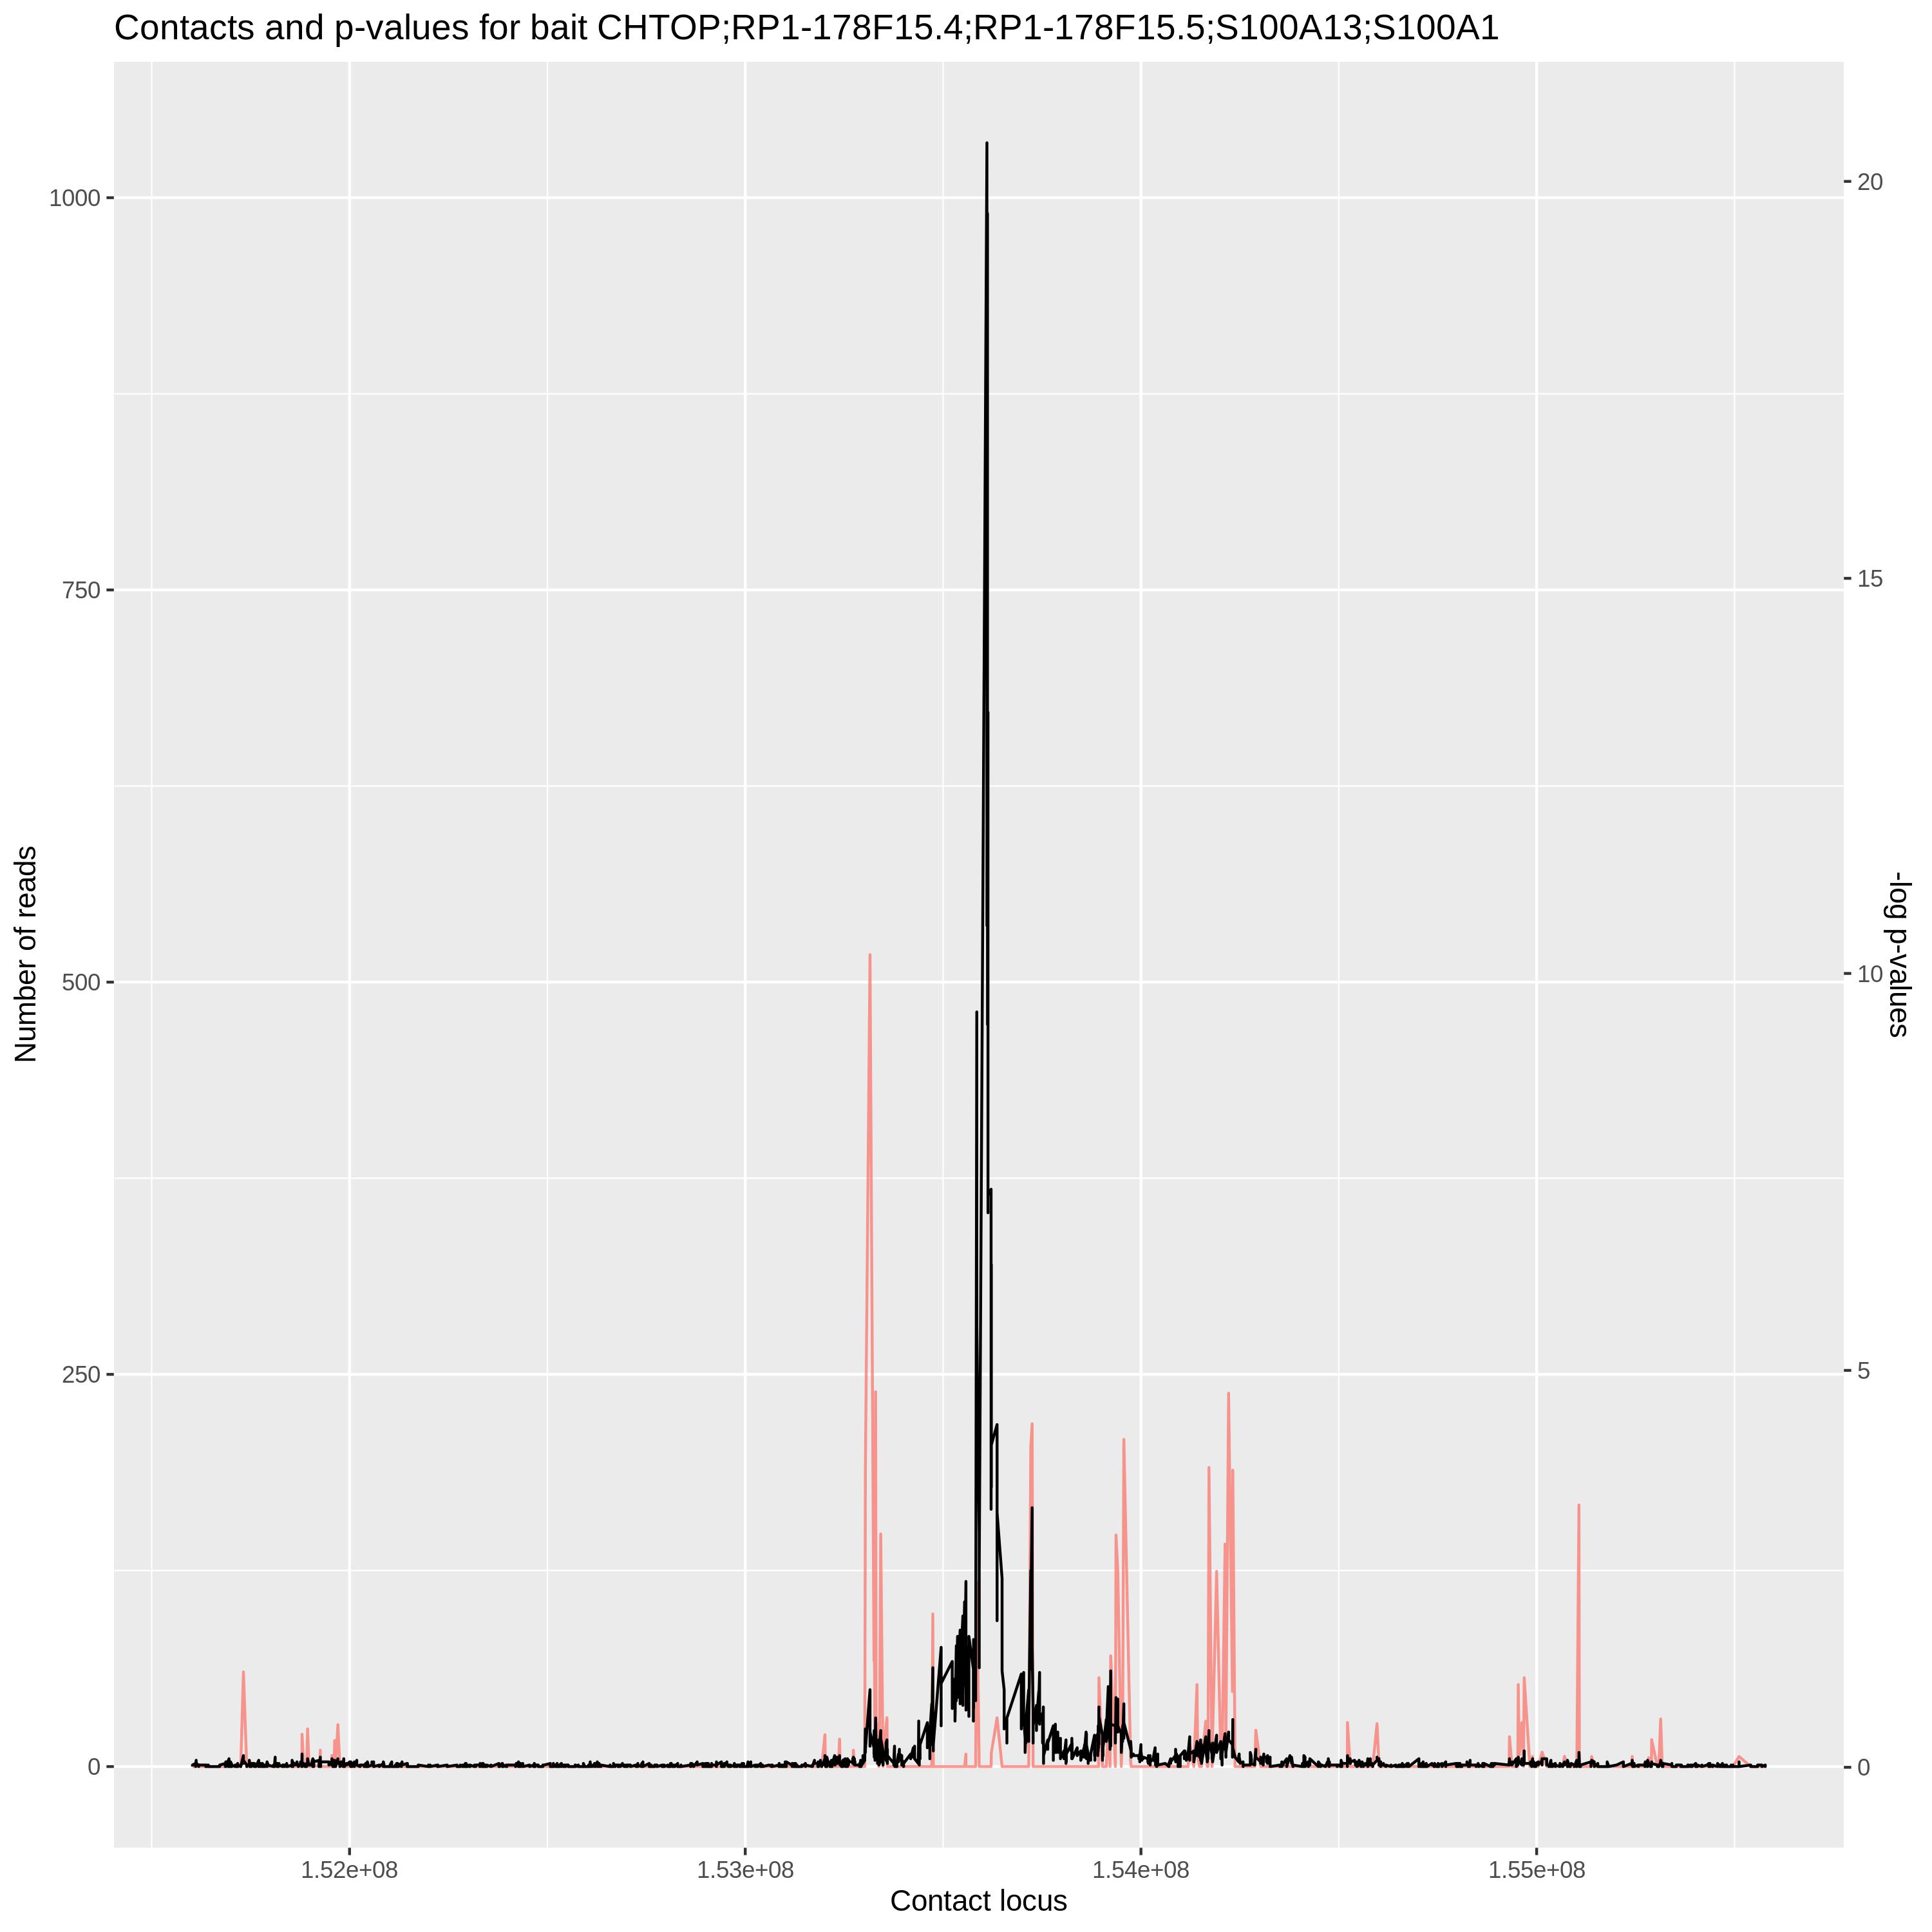 Contacts and p-values for bait CHTOP;RP1-178F15.4;RP1-178F15.5;S100A13;S100A1
1000
750
500
250
0
Number of reads
20
15
10
5
0
-log p-values
1.52e+08
1.53e+08
1.54e+08
1.55e+08
Contact locus